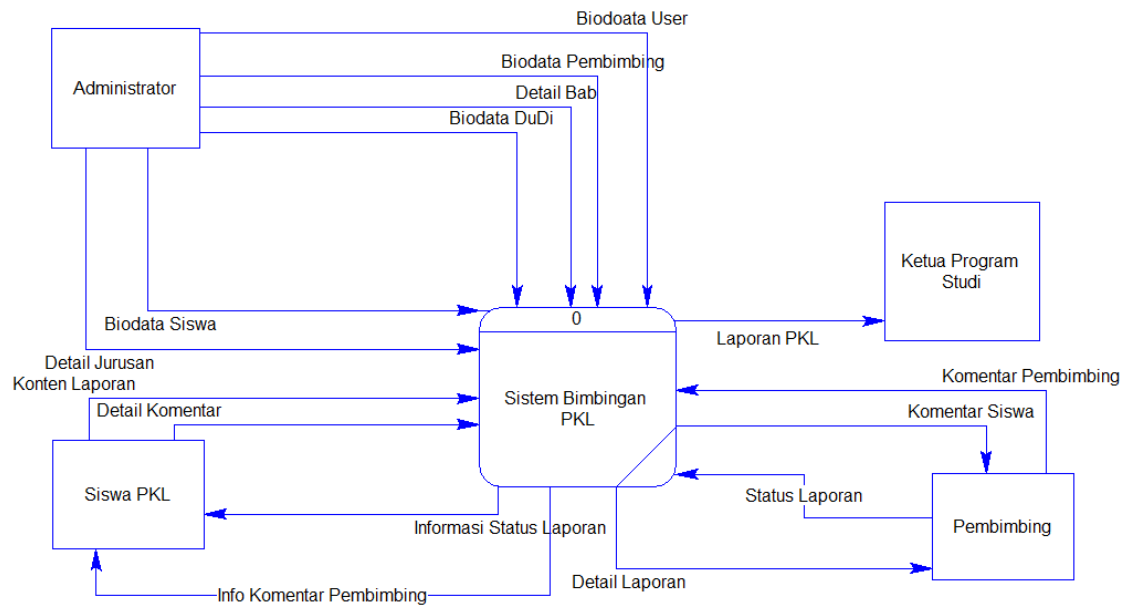 Biodoata User
Administrator
Biodata Pembimbing
Detail Bab
Biodata DuDi
Ketua Program
Studi
Biodata Siswa
0
Laporan PKL
Detail Jurusan
Konten Laporan
Detail Komentar
Sistem Bimbingan
PKL
Komentar Pembimbing
Komentar Siswa
Siswa PKL
Status Laporan
Informasi Status Laporan
Pembimbing
Detail Laporan
Info Komentar Pembimbing